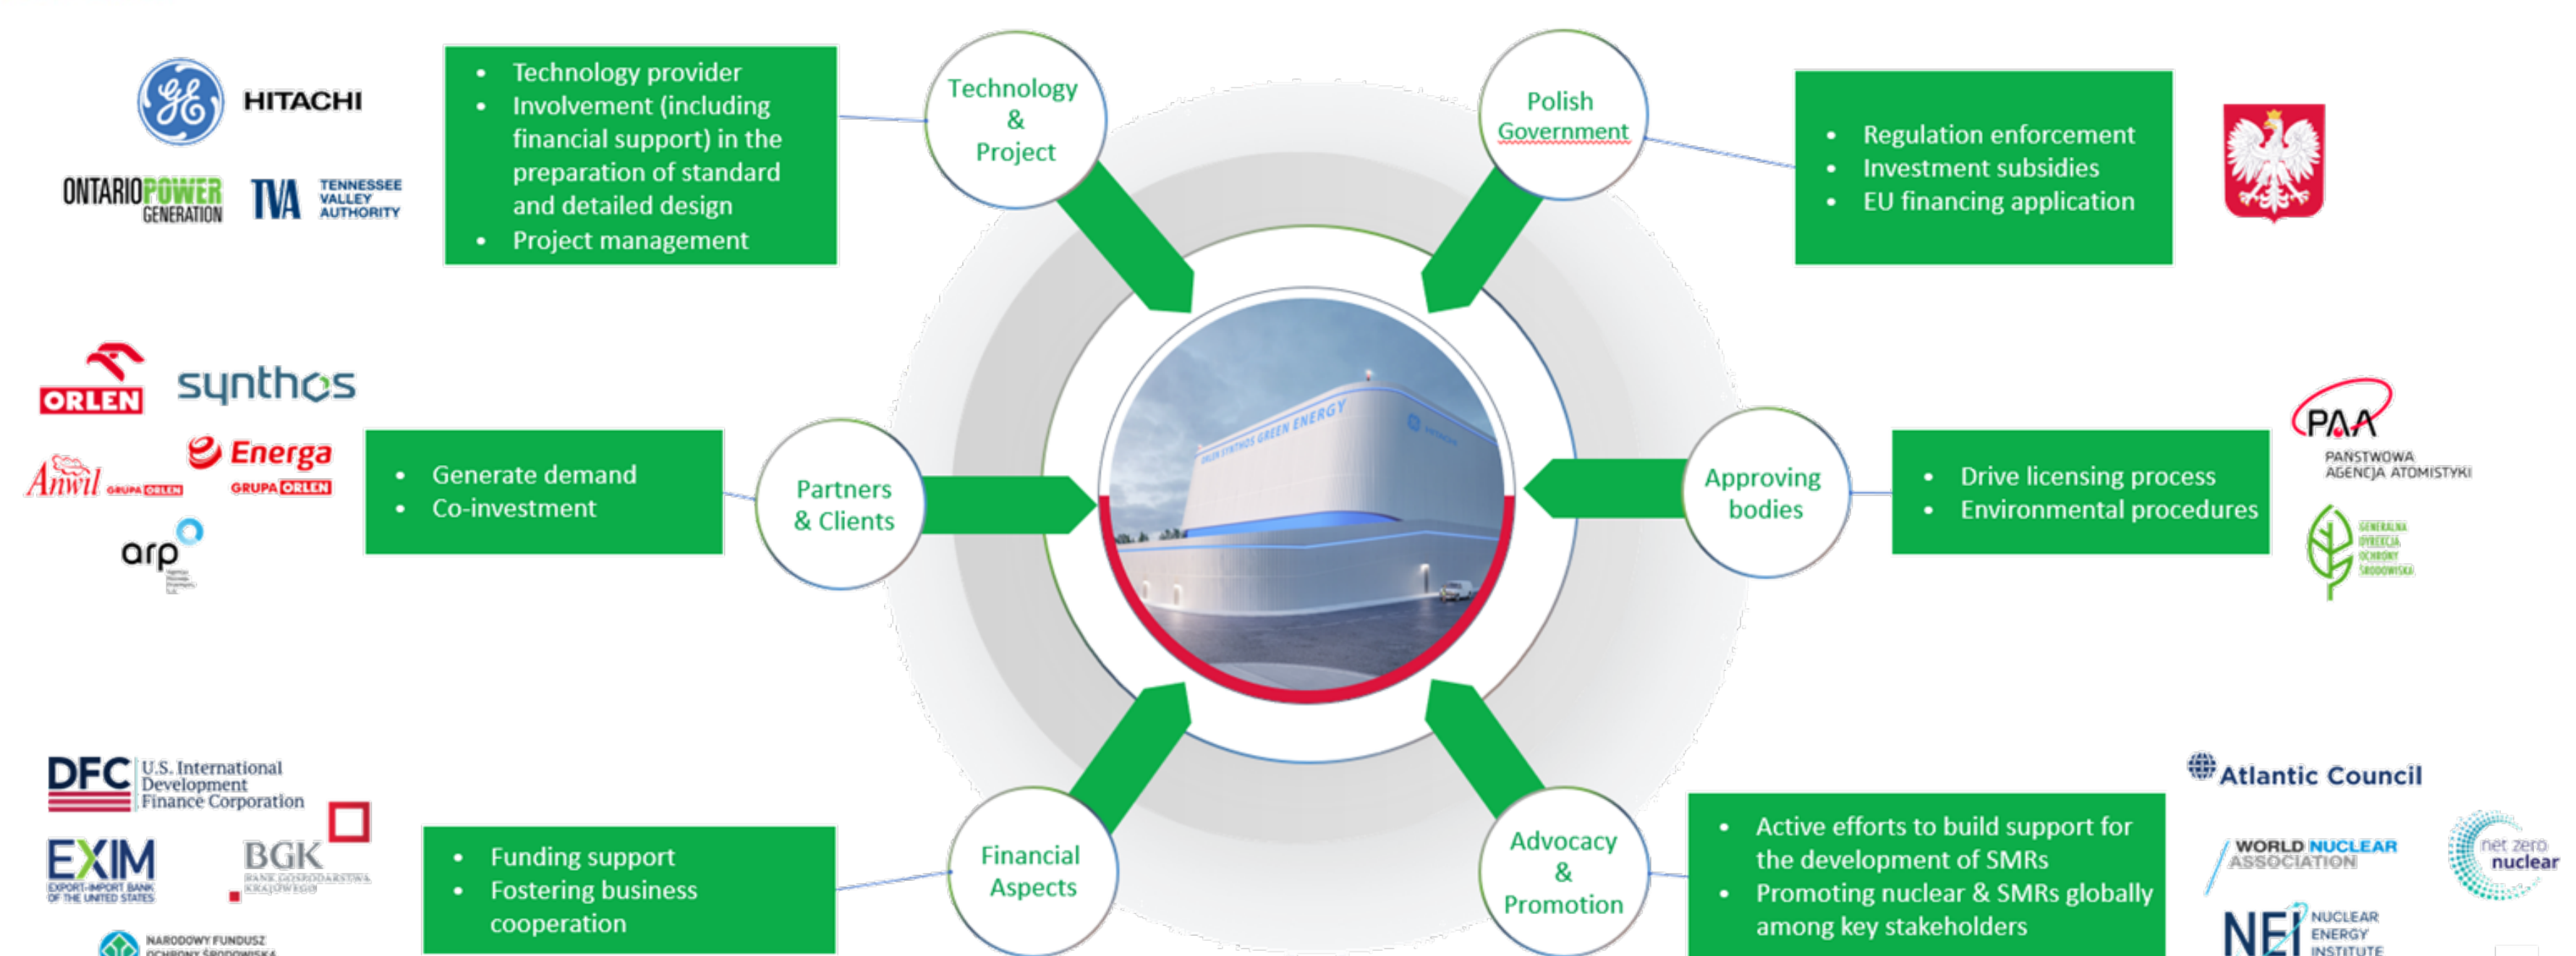 GE
HITACHI
ONTARIOPOWER
GENERATION
TVA
TENNESSEE
VALLEY
AUTHORITY
• Technology provider
• Involvement (including
financial support) in the
preparation of standard
and detailed design
• Project management
Technology
&
Project
Polish
Government
• Regulation enforcement
• Investment subsidies
• EU financing application
ORLEN
synthos
Anwil GRUPA ORLEN
Energa
GRUPA ORLEN
arp
• Generate demand
• Co-investment
Partners
& Clients
ORLEN SYNTHOS GREEN ENERGY
HITACHI
Approving
bodies
• Drive licensing process
• Environmental procedures
PAA
PAŃSTWOWA
AGENCJA ATOMISTYKI
GENERALNA
DYREKCJA
OCHRONY
ŚRODOWISKA
DFC
U.S. International
Development
Finance Corporation
EXIM
EXPORT-IMPORT BANK
OF THE UNITED STATES
BGK
BANK GOSPODARSTWA
KRAJOWEGO
NARODOWY FUNDUSZ
OCHRONY ŚRODOWISKA
• Funding support
• Fostering business
cooperation
Financial
Aspects
Advocacy
&
Promotion
• Active efforts to build support for
the development of SMRs
• Promoting nuclear & SMRs globally
among key stakeholders
Atlantic Council
WORLD NUCLEAR
ASSOCIATION
net zero
nuclear
NEI
NUCLEAR
ENERGY
INSTITUTE